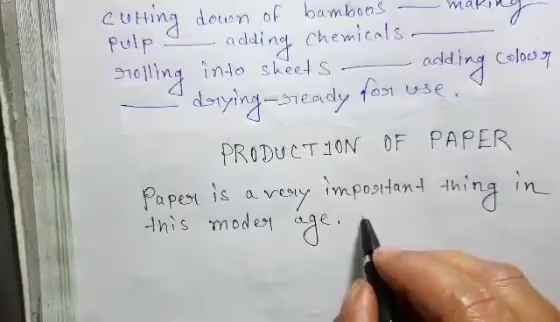 cutting down of bamboos — making
pulp — adding chemicals —
rolling into sheets — adding colour
— drying-ready for use.
PRODUCTION OF PAPER
Paper is a very important thing in
this moder age.